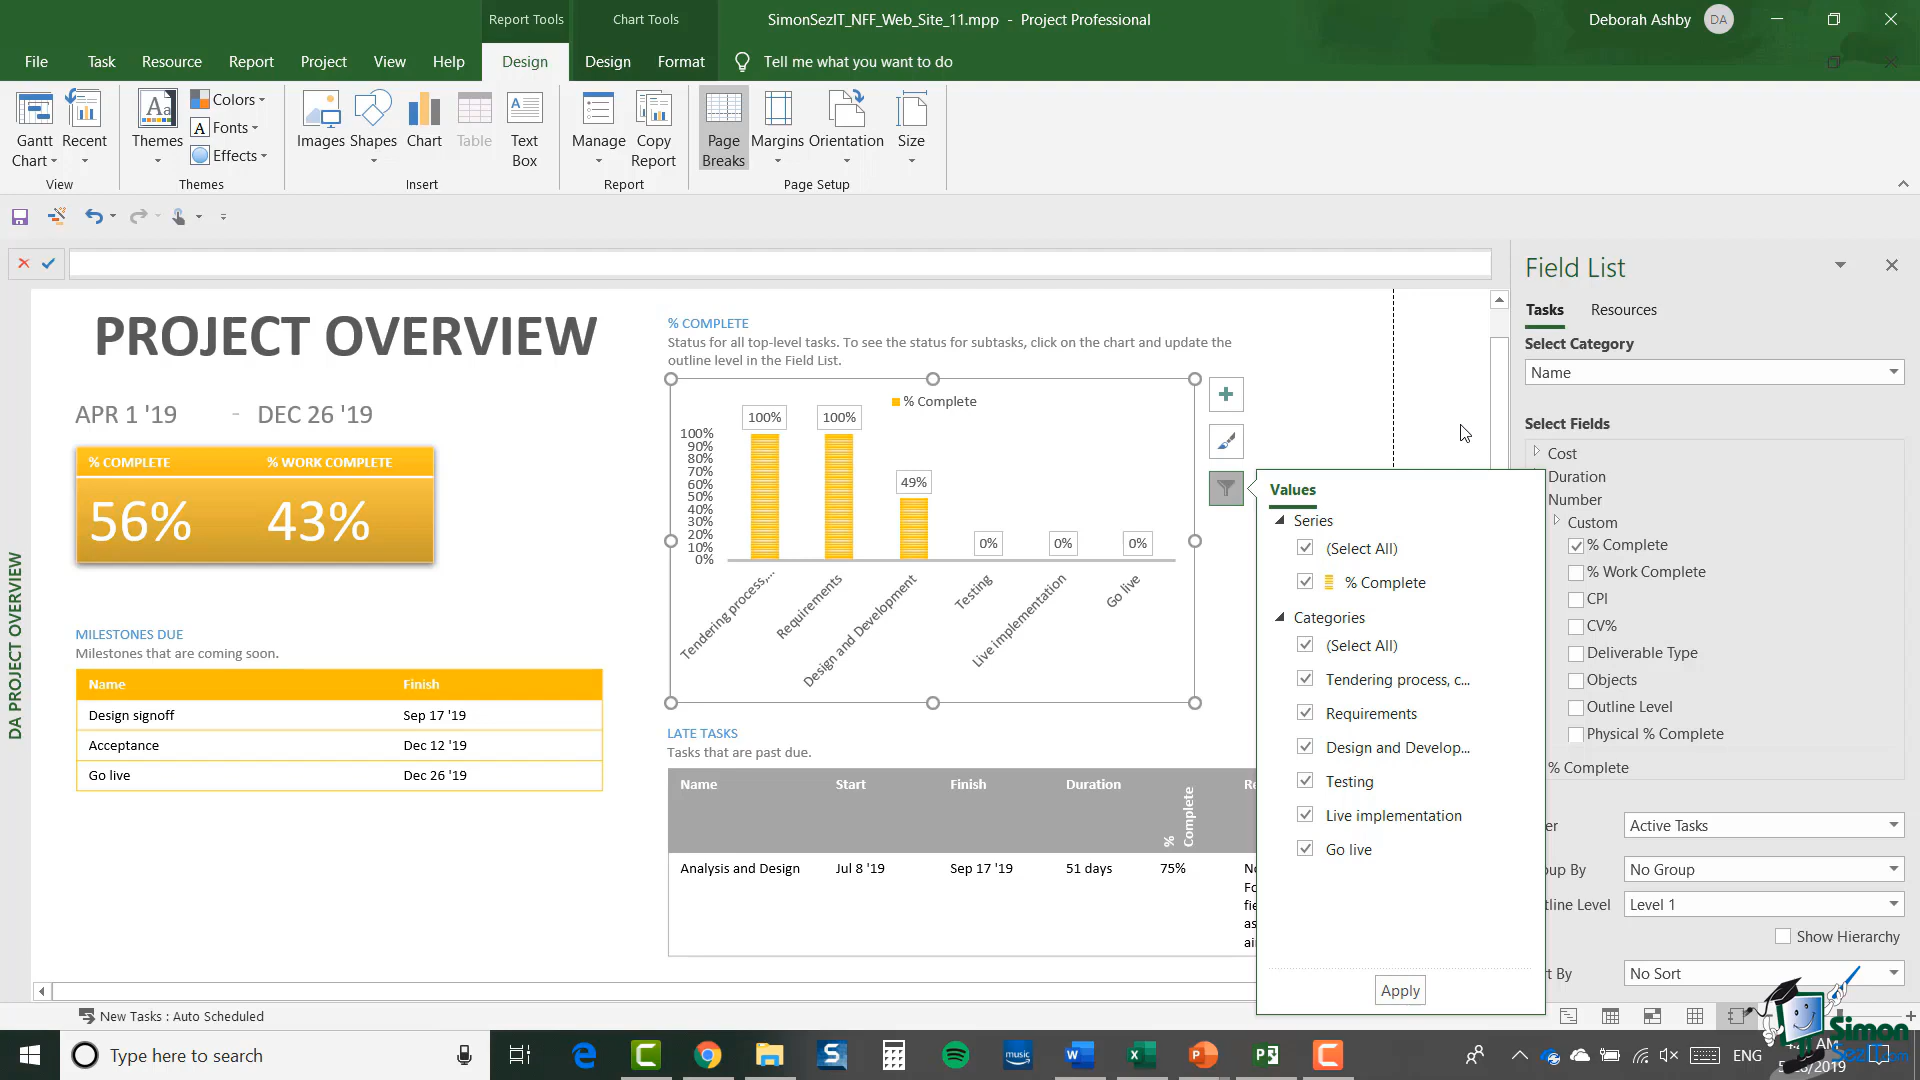 Report Tools
Chart Tools
SimonSezIT_NFF_Web_Site_11.mpp - Project Professional
Deborah Ashby
DA
File
Task
Resource
Report
Project
View
Help
Design
Design
Format
Tell me what you want to do
Gantt Chart
Recent
View
Themes
Colors
Fonts
Effects
Themes
Images
Shapes
Chart
Table
Text Box
Insert
Manage
Copy Report
Report
Page Breaks
Margins
Orientation
Size
Page Setup
DA PROJECT OVERVIEW
PROJECT OVERVIEW
APR 1 '19 - DEC 26 '19
% COMPLETE
% WORK COMPLETE
56%
43%
MILESTONES DUE
Milestones that are coming soon.
Name Finish
Design signoff Sep 17 '19
Acceptance Dec 12 '19
Go live Dec 26 '19
% COMPLETE
Status for all top-level tasks. To see the status for subtasks, click on the chart and update the
outline level in the Field List.
% Complete
100%
90%
80%
70%
60%
50%
40%
30%
20%
10%
0%
100%
100%
49%
0%
0%
0%
Tendering process,...
Requirements
Design and Development
Testing
Live implementation
Go live
LATE TASKS
Tasks that are past due.
Name Start Finish Duration % Complete
Analysis and Design Jul 8 '19 Sep 17 '19 51 days 75%
Values
Series
(Select All)
% Complete
Categories
(Select All)
Tendering process, c...
Requirements
Design and Develop...
Testing
Live implementation
Go live
Apply
Field List
Tasks
Resources
Select Category
Name
Select Fields
Cost
Duration
Number
Custom
% Complete
% Work Complete
CPI
CV%
Deliverable Type
Objects
Outline Level
Physical % Complete
% Complete
Active Tasks
By
No Group
Level
Level 1
Show Hierarchy
By
No Sort
New Tasks : Auto Scheduled
Type here to search
music
ENG
AM
Simon
SezIT.com